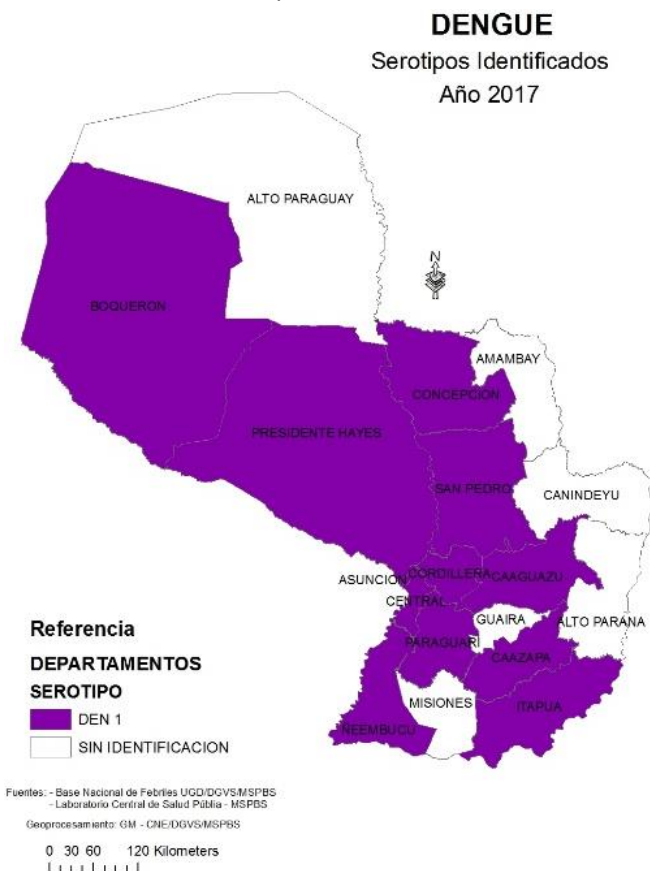 DENGUE
Serotipos Identificados
Año 2017
ALTO PARAGUAY
N
BOQUERON
AMAMBAY
CONCEPCION
PRESIDENTE HAYES
SAN PEDRO
CANINDEYU
CORDILLERA
CAAGUAZU
ASUNCION
CENTRAL
GUAIRA
ALTO PARANA
PARAGUARI
CAAZAPA
MISIONES
ITAPUA
ÑEEMBUCU
Referencia
DEPARTAMENTOS
SEROTIPO
DEN 1
SIN IDENTIFICACION
Fuentes: - Base Nacional de Febriles UGD/DGVS/MSPBS
- Laboratorio Central de Salud Públia - MSPBS
Geoprocesamiento: GM - CNE/DGVS/MSPBS
0 30 60 120 Kilometers